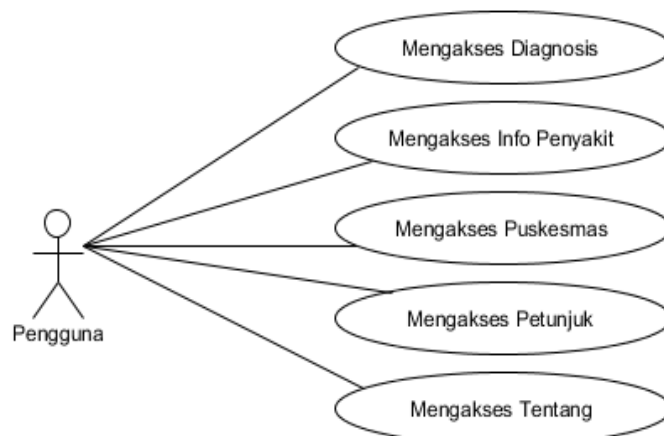 Mengakses Diagnosis
Mengakses Info Penyakit
Mengakses Puskesmas
Mengakses Petunjuk
Pengguna
Mengakses Tentang